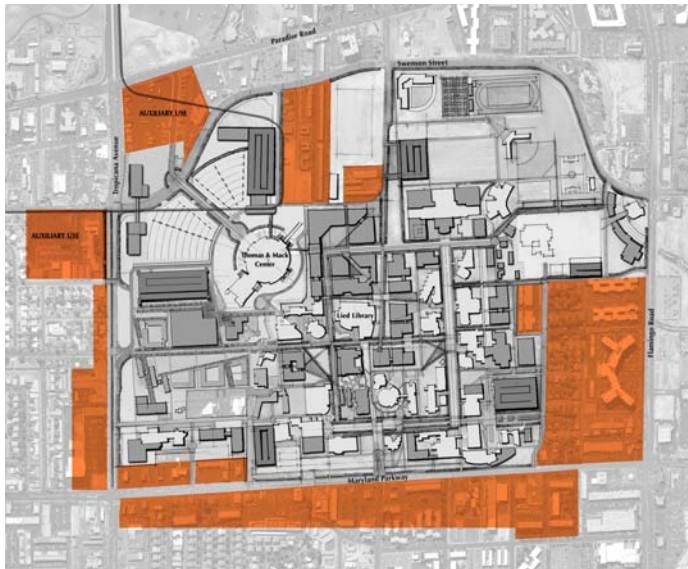 Paradise Road
Swenson Street
AUXILIARY USE
Tropicana Avenue
AUXILIARY USE
Thomas & Mack
Center
Lied Library
Flamingo Road
Maryland Parkway